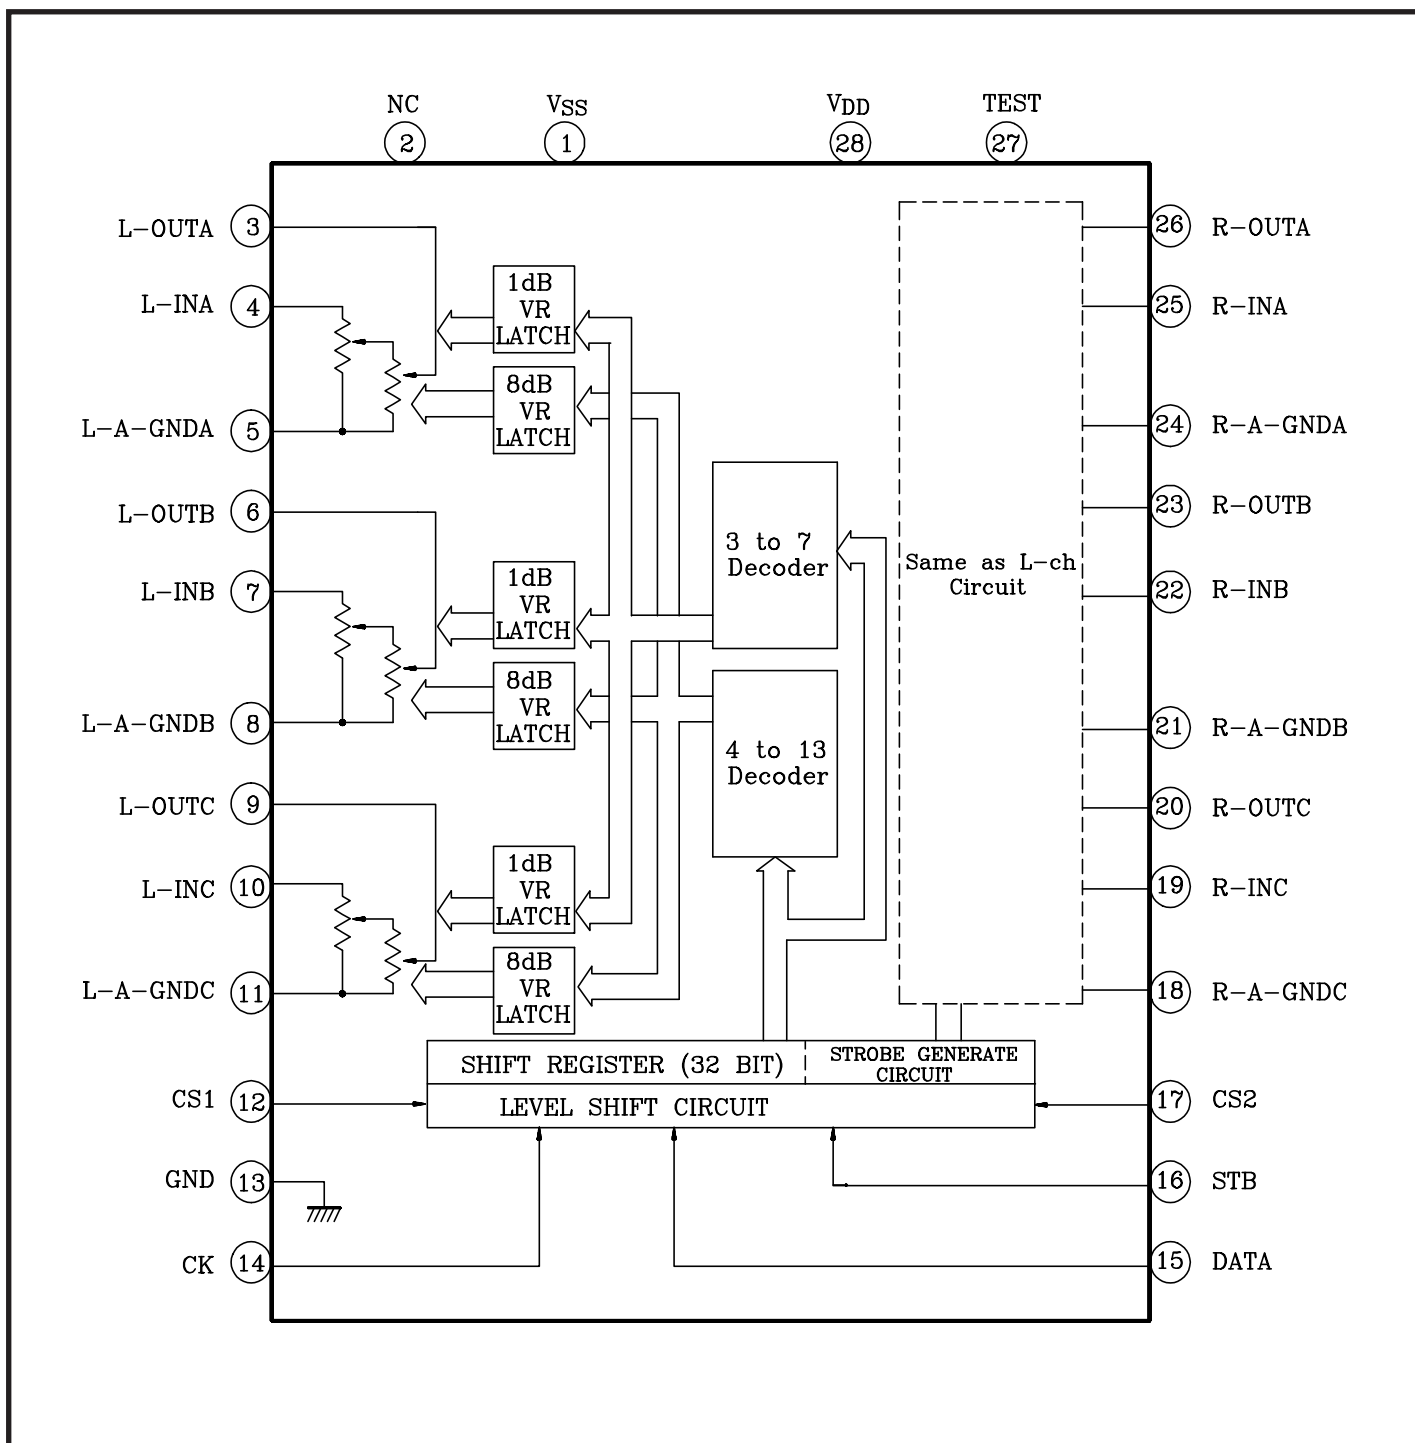 NC
VSS
VDD
TEST
2
1
28
27
L-OUTA
3
26
R-OUTA
L-INA
4
25
R-INA
L-A-GNDA
5
24
R-A-GNDA
L-OUTB
6
23
R-OUTB
L-INB
7
22
R-INB
L-A-GNDB
8
21
R-A-GNDB
L-OUTC
9
20
R-OUTC
L-INC
10
19
R-INC
L-A-GNDC
11
18
R-A-GNDC
CS1
12
17
CS2
GND
13
16
STB
CK
14
15
DATA
1dB
VR
LATCH
8dB
VR
LATCH
1dB
VR
LATCH
8dB
VR
LATCH
1dB
VR
LATCH
8dB
VR
LATCH
3 to 7
Decoder
4 to 13
Decoder
Same as L-ch
Circuit
SHIFT REGISTER (32 BIT)
STROBE GENERATE
CIRCUIT
LEVEL SHIFT CIRCUIT